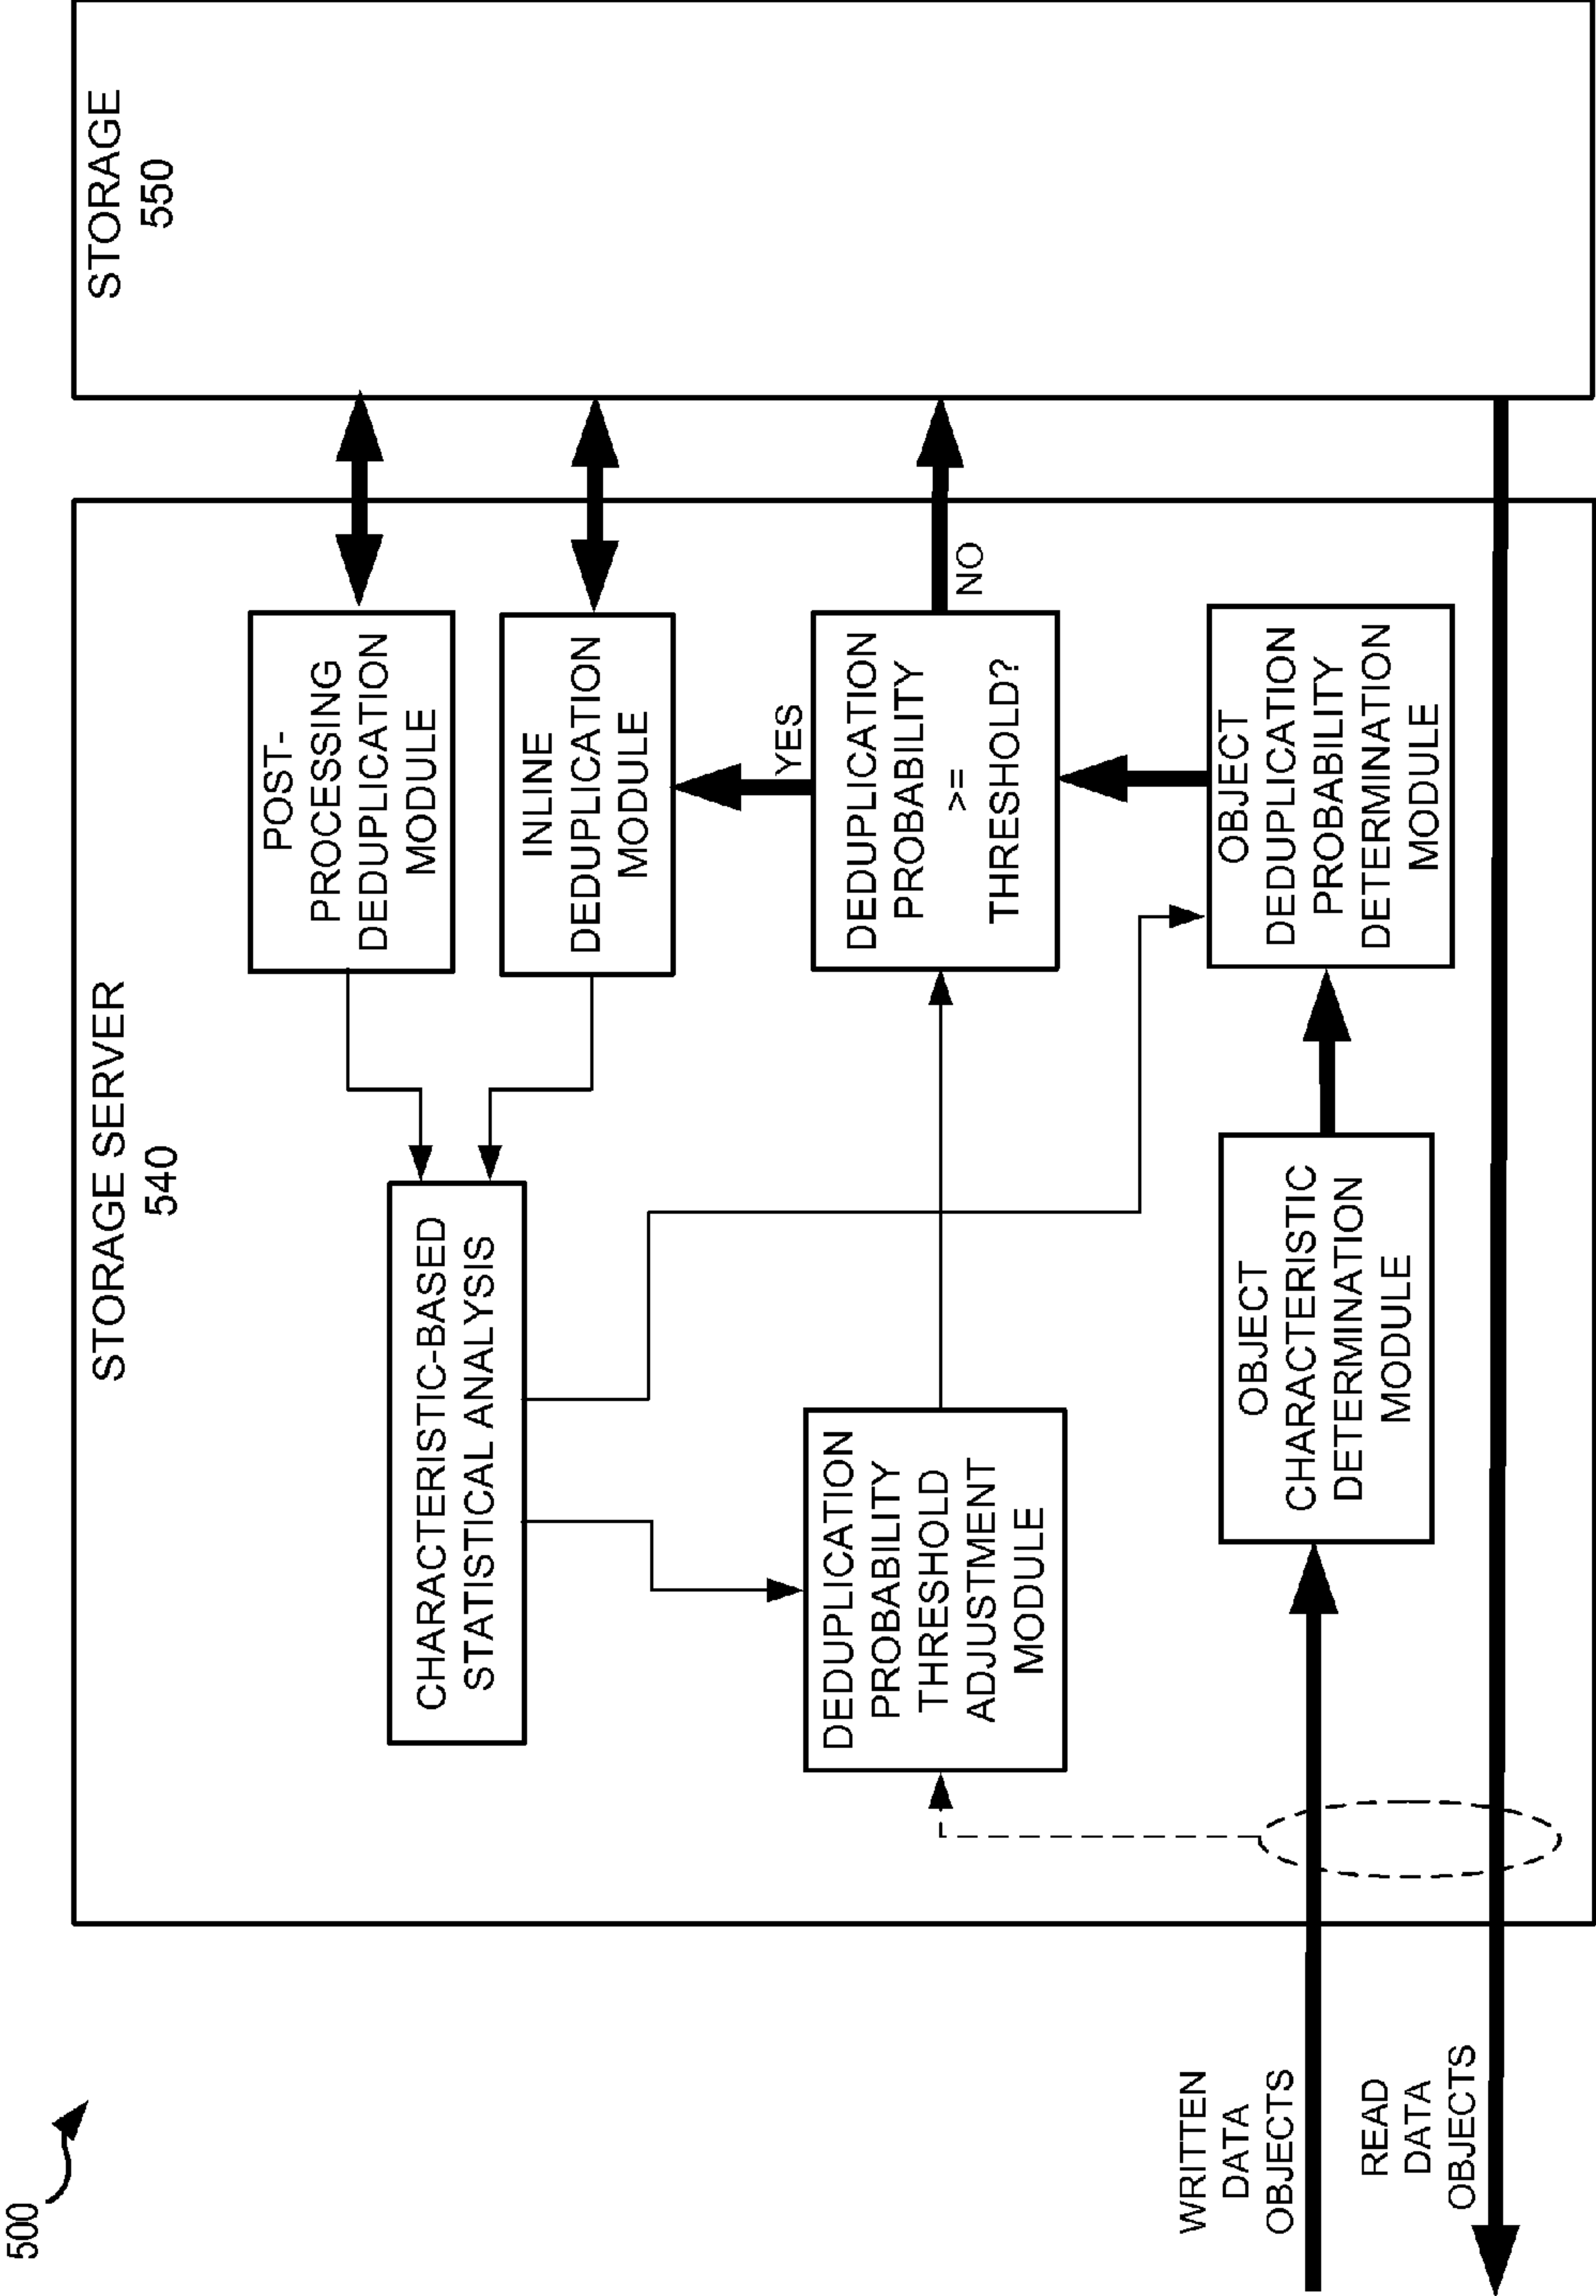 500
STORAGE SERVER
540
STORAGE
550
POST-
PROCESSING
DEDUPLICATION
MODULE
CHARACTERISTIC-BASED
STATISTICAL ANALYSIS
INLINE
DEDUPLICATION
MODULE
YES
DEDUPLICATION
PROBABILITY
THRESHOLD
ADJUSTMENT
MODULE
DEDUPLICATION
PROBABILITY
>=
THRESHOLD?
NO
WRITTEN
DATA
OBJECTS
OBJECT
CHARACTERISTIC
DETERMINATION
MODULE
OBJECT
DEDUPLICATION
PROBABILITY
DETERMINATION
MODULE
READ
DATA
OBJECTS